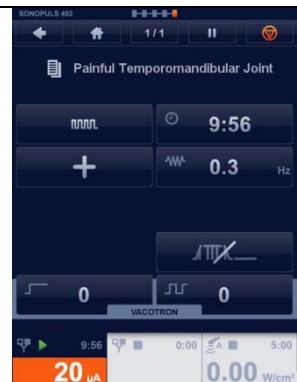 SONOPULS 492
1/1
Painful Temporomandibular Joint
9:56
0.3 Hz
0
0
VACOTRON
9:56
0:00
A
5:00
20 µA
0.00 W/cm²